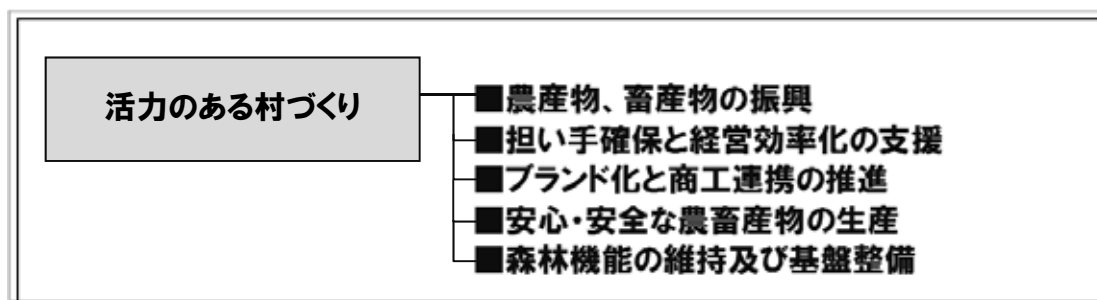 活力のある村づくり
■農産物、畜産物の振興
■担い手確保と経営効率化の支援
■ブランド化と商工連携の推進
■安心・安全な農畜産物の生産
■森林機能の維持及び基盤整備